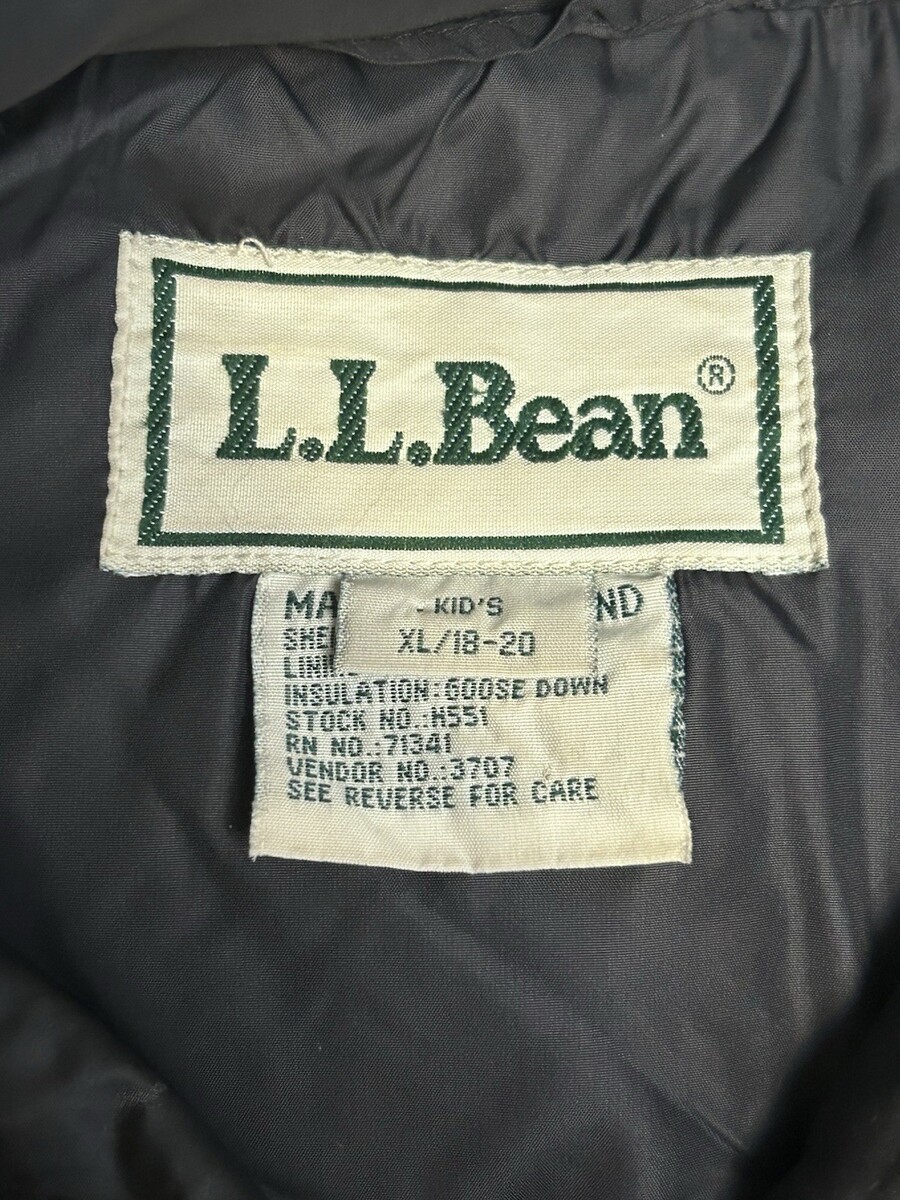 L.L.Bean®
KID'S
XL/18-20
INSULATION: GOOSE DOWN
STOCK NO.:H551
RN NO.:71341
VENDOR NO.:3707
SEE REVERSE FOR CARE